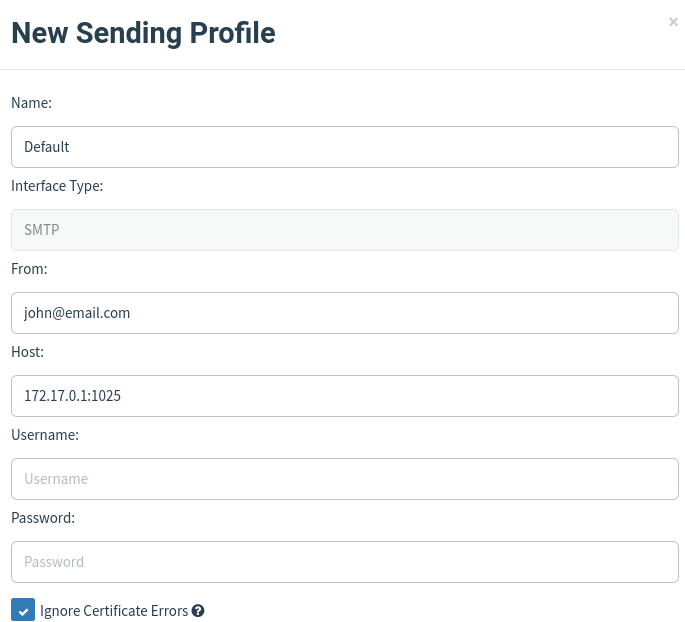 New Sending Profile
×
Name:
Default
Interface Type:
SMTP
From:
john@email.com
Host:
172.17.0.1:1025
Username:
Username
Password:
Password
Ignore Certificate Errors ?